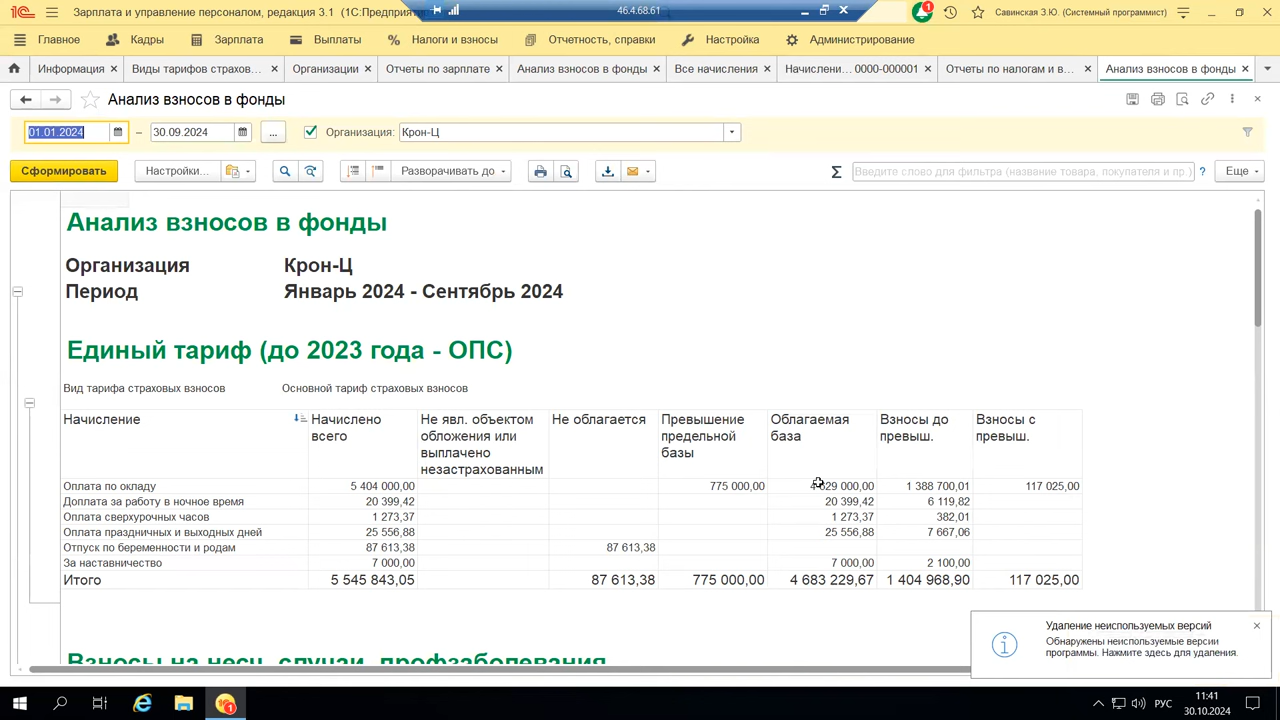 Зарплата и управление персоналом, редакция 3.1 (1С:Предприя
46.4.68.61
1
Савинская З.Ю. (Системный программист)
Главное
Кадры
Зарплата
Выплаты
Налоги и взносы
Отчетность, справки
Настройка
Администрирование
Информация
Виды тарифов страхов...
Организации
Отчеты по зарплате
Анализ взносов в фонды
Все начисления
Начислени... 0000-000001
Отчеты по налогам и в...
Анализ взносов в фонды
Анализ взносов в фонды
01.01.2024 – 30.09.2024 ... Организация: Крон-Ц
Сформировать
Настройки...
Разворачивать до
Σ
Введите слово для фильтра (название товара, покупателя и пр.)
?
Еще
Анализ взносов в фонды
Организация Крон-Ц
Период Январь 2024 - Сентябрь 2024
Единый тариф (до 2023 года - ОПС)
Вид тарифа страховых взносов Основной тариф страховых взносов
Начисление
Начислено всего
Не явл. объектом обложения или выплачено незастрахованным
Не облагается
Превышение предельной базы
Облагаемая база
Взносы до превыш.
Взносы с превыш.
Оплата по окладу 5 404 000,00 775 000,00 4 629 000,00 1 388 700,01 117 025,00
Доплата за работу в ночное время 20 399,42 20 399,42 6 119,82
Оплата сверхурочных часов 1 273,37 1 273,37 382,01
Оплата праздничных и выходных дней 25 556,88 25 556,88 7 667,06
Отпуск по беременности и родам 87 613,38 87 613,38
За наставничество 7 000,00 7 000,00 2 100,00
Итого 5 545 843,05 87 613,38 775 000,00 4 683 229,67 1 404 968,90 117 025,00
Взносы на несч. случаи, профзаболевания
Удаление неиспользуемых версий
Обнаружены неиспользуемые версии
программы. Нажмите здесь для удаления.
РУС
11:41
30.10.2024